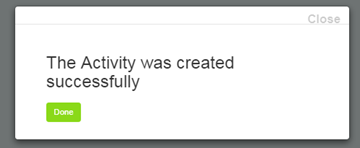 Close
The Activity was created
successfully
Done